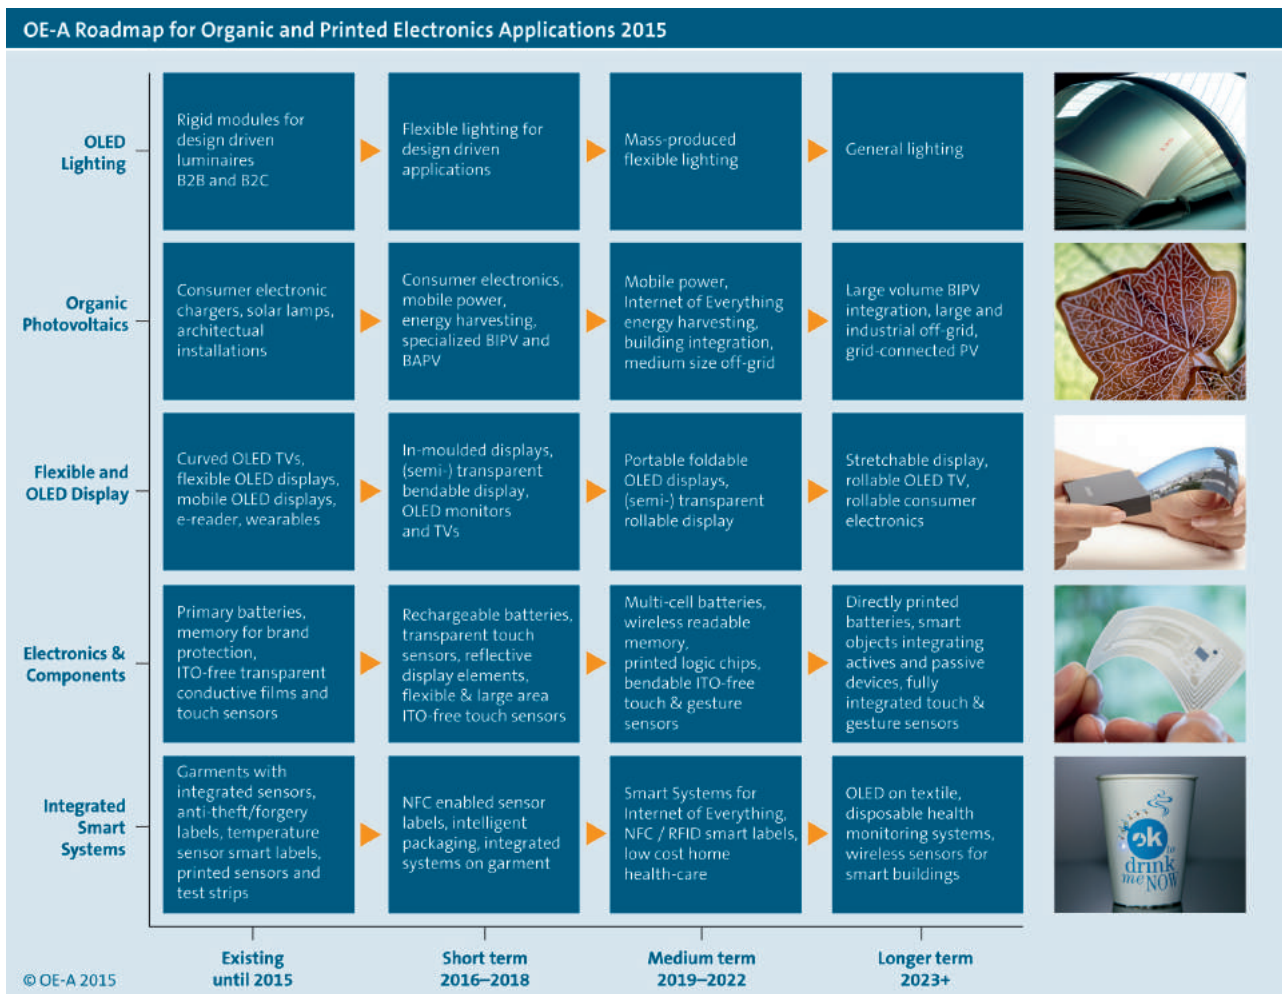 OE-A Roadmap for Organic and Printed Electronics Applications 2015
OLED
Lighting
Rigid modules for
design driven
luminaires
B2B and B2C
Flexible lighting for
design driven
applications
Mass-produced
flexible lighting
General lighting
Organic
Photovoltaics
Consumer electronic
chargers, solar lamps,
architectual
installations
Consumer electronics,
mobile power,
energy harvesting,
specialized BIPV and
BAPV
Mobile power,
Internet of Everything
energy harvesting,
building integration,
medium size off-grid
Large volume BIPV
integration, large and
industrial off-grid,
grid-connected PV
Flexible and
OLED Display
Curved OLED TVs,
flexible OLED displays,
mobile OLED displays,
e-reader, wearables
In-moulded displays,
(semi-) transparent
bendable display,
OLED monitors
and TVs
Portable foldable
OLED displays,
(semi-) transparent
rollable display
Stretchable display,
rollable OLED TV,
rollable consumer
electronics
Electronics &
Components
Primary batteries,
memory for brand
protection,
ITO-free transparent
conductive films and
touch sensors
Rechargeable batteries,
transparent touch
sensors, reflective
display elements,
flexible & large area
ITO-free touch sensors
Multi-cell batteries,
wireless readable
memory,
printed logic chips,
bendable ITO-free
touch & gesture
sensors
Directly printed
batteries, smart
objects integrating
actives and passive
devices, fully
integrated touch &
gesture sensors
Integrated
Smart
Systems
Garments with
integrated sensors,
anti-theft/forgery
labels, temperature
sensor smart labels,
printed sensors and
test strips
NFC enabled sensor
labels, intelligent
packaging, integrated
systems on garment
Smart Systems for
Internet of Everything,
NFC / RFID smart labels,
low cost home
health-care
OLED on textile,
disposable health
monitoring systems,
wireless sensors for
smart buildings
ok
to
drink
me NOW
Existing
until 2015
Short term
2016–2018
Medium term
2019–2022
Longer term
2023+
© OE-A 2015